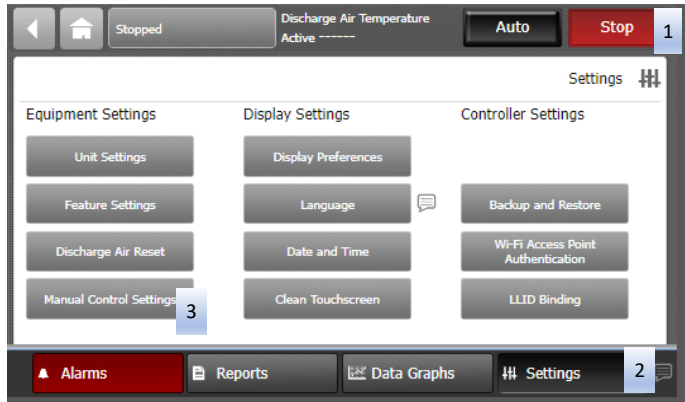 Stopped
Discharge Air Temperature
Active ------
Auto
Stop
1
Settings
Equipment Settings
Display Settings
Controller Settings
Unit Settings
Display Preferences
Feature Settings
Language
Backup and Restore
Discharge Air Reset
Date and Time
Wi-Fi Access Point
Authentication
Manual Control Settings
3
Clean Touchscreen
LLID Binding
Alarms
Reports
Data Graphs
Settings
2